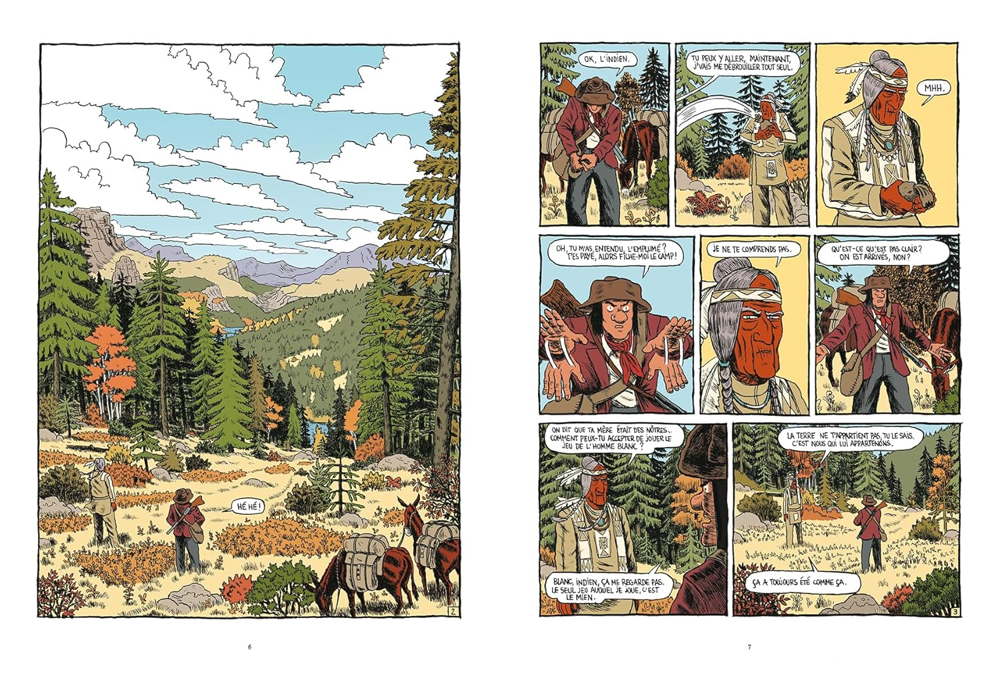 HÉ HÉ!
2
6
OK, L'INDIEN.
TU PEUX Y ALLER, MAINTENANT,
J'VAIS ME DÉBROUILLER TOUT SEUL.
MHH.
OH, TU M'AS ENTENDU, L'EMPLUMÉ?
T'ES PAYÉ, ALORS FICHE-MOI LE CAMP!
JE NE TE COMPRENDS PAS.
QU'EST-CE QU'EST PAS CLAIR?
ON EST ARRIVÉS, NON?
ON DIT QUE TA MÈRE ÉTAIT DES NÔTRES...
COMMENT PEUX-TU ACCEPTER DE JOUER LE
JEU DE L'HOMME BLANC?
BLANC, INDIEN, ÇA ME REGARDE PAS.
LE SEUL JEU AUQUEL JE JOUE, C'EST
LE MIEN.
LA TERRE NE T'APPARTIENT PAS, TU LE SAIS.
C'EST NOUS QUI LUI APPARTENONS.
ÇA A TOUJOURS ÉTÉ COMME ÇA.
3
7